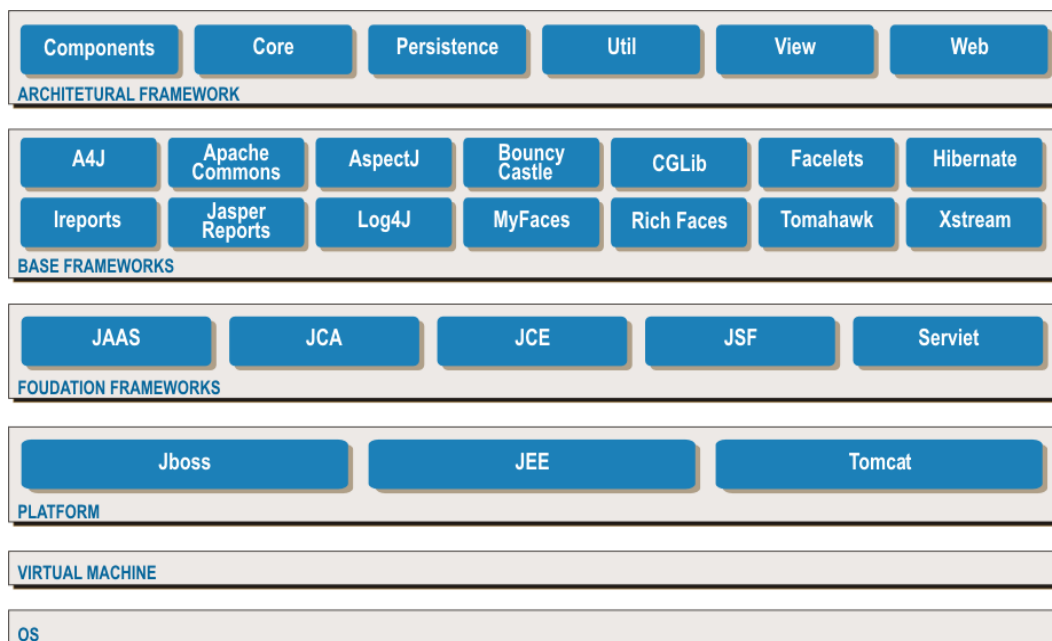 Components Core Persistence Util View Web
ARCHITETURAL FRAMEWORK
A4J Apache Commons AspectJ Bouncy Castle CGLib Facelets Hibernate
Ireports Jasper Reports Log4J MyFaces Rich Faces Tomahawk Xstream
BASE FRAMEWORKS
JAAS JCA JCE JSF Serviet
FOUDATION FRAMEWORKS
Jboss JEE Tomcat
PLATFORM
VIRTUAL MACHINE
OS